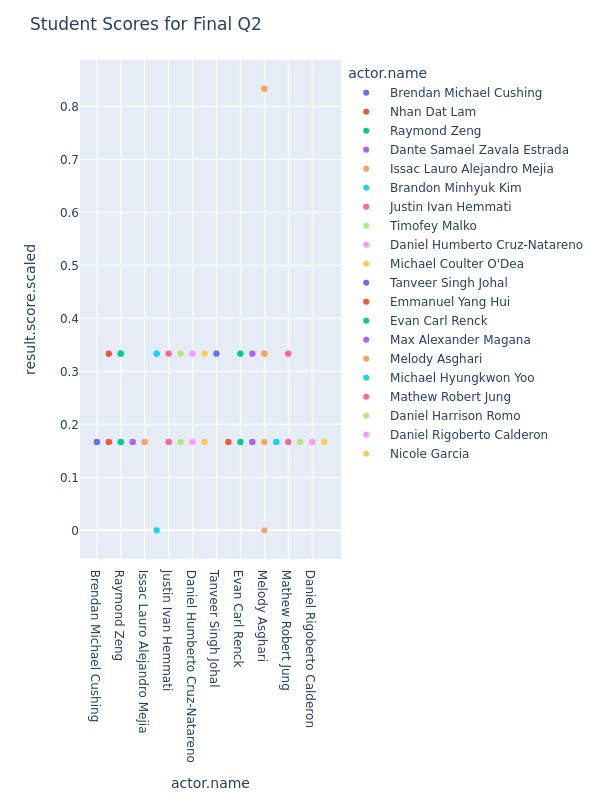 Student Scores for Final Q2
actor.name
Brendan Michael Cushing
Nhan Dat Lam
Raymond Zeng
Dante Samael Zavala Estrada
Issac Lauro Alejandro Mejia
Brandon Minhyuk Kim
Justin Ivan Hemmati
Timofey Malko
Daniel Humberto Cruz-Natareno
Michael Coulter O'Dea
Tanveer Singh Johal
Emmanuel Yang Hui
Evan Carl Renck
Max Alexander Magana
Melody Asghari
Michael Hyungkwon Yoo
Mathew Robert Jung
Daniel Harrison Romo
Daniel Rigoberto Calderon
Nicole Garcia
result.score.scaled
0.8
0.7
0.6
0.5
0.4
0.3
0.2
0.1
0
Brendan Michael Cushing
Raymond Zeng
Issac Lauro Alejandro Mejia
Justin Ivan Hemmati
Daniel Humberto Cruz-Natareno
Tanveer Singh Johal
Evan Carl Renck
Melody Asghari
Mathew Robert Jung
Daniel Rigoberto Calderon
actor.name